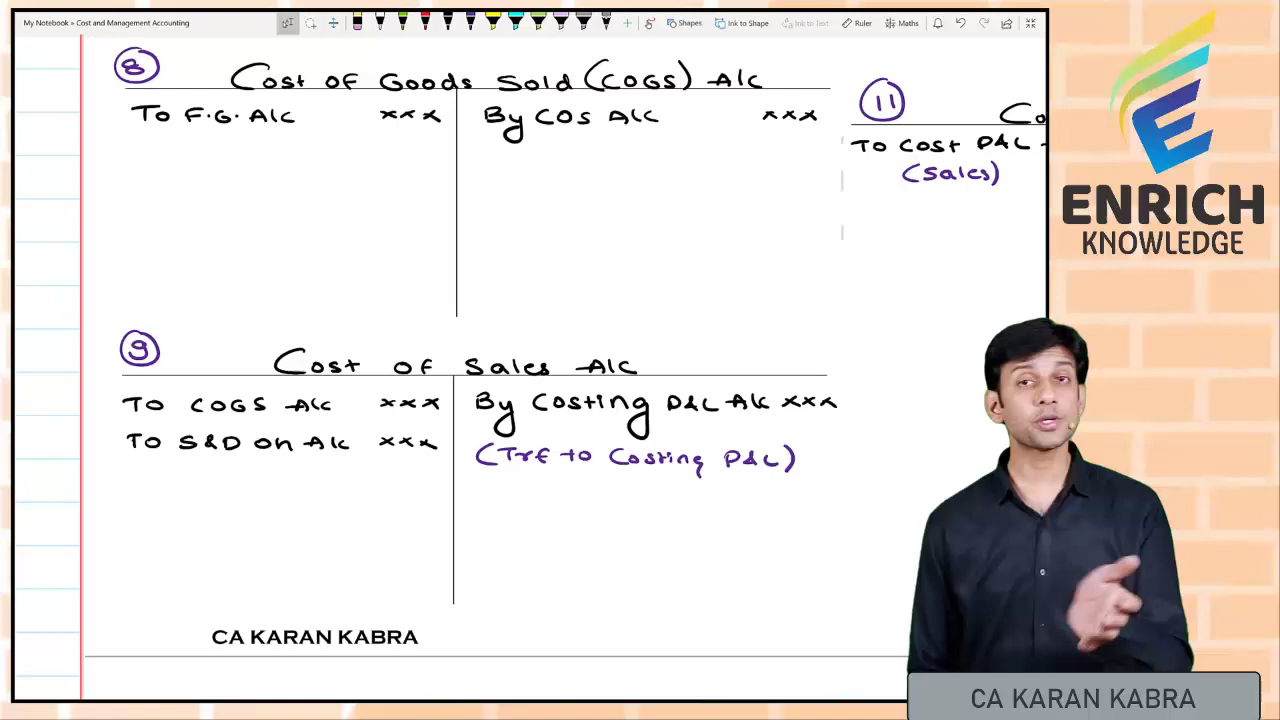 My Notebook » Cost and Management Accounting
Shapes
Ink to Shape
Ink to Text
Ruler
Maths
8
Cost of Goods Sold (COGS) A/c
To F.G. A/c xxx
By COS A/c xxx
11
Co
To Cost P&L
(Sales)
ENRICH
KNOWLEDGE
9
Cost of Sales A/c
To COGS A/c xxx
By Costing P&L A/c xxx
To S&D OH A/c xxx
(Trf to Costing P&L)
CA KARAN KABRA
CA KARAN KABRA